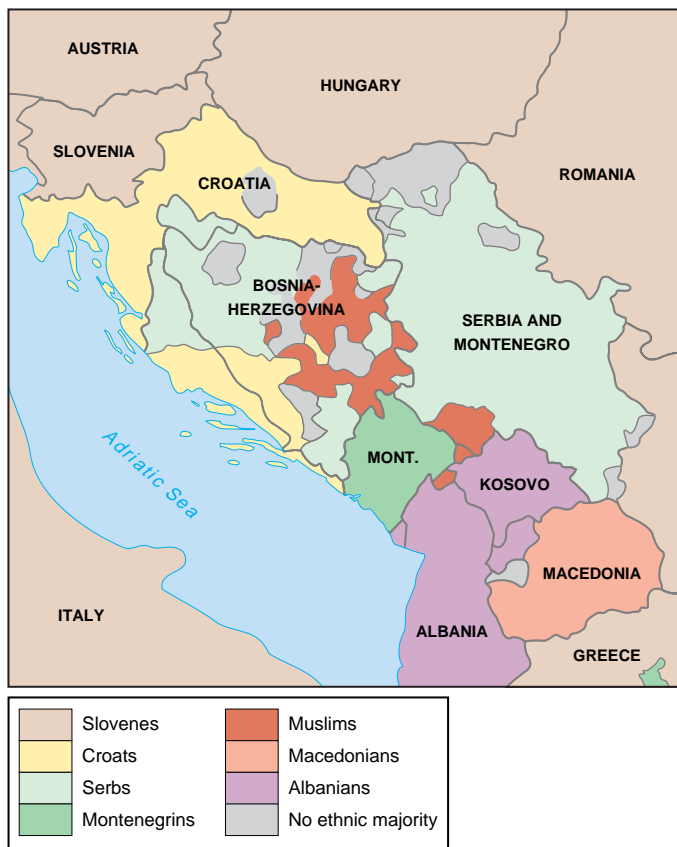 AUSTRIA
HUNGARY
SLOVENIA
ROMANIA
CROATIA
BOSNIA-
HERZEGOVINA
SERBIA AND
MONTENEGRO
Adriatic Sea
MONT.
KOSOVO
MACEDONIA
ITALY
ALBANIA
GREECE
Slovenes
Croats
Serbs
Montenegrins
Muslims
Macedonians
Albanians
No ethnic majority